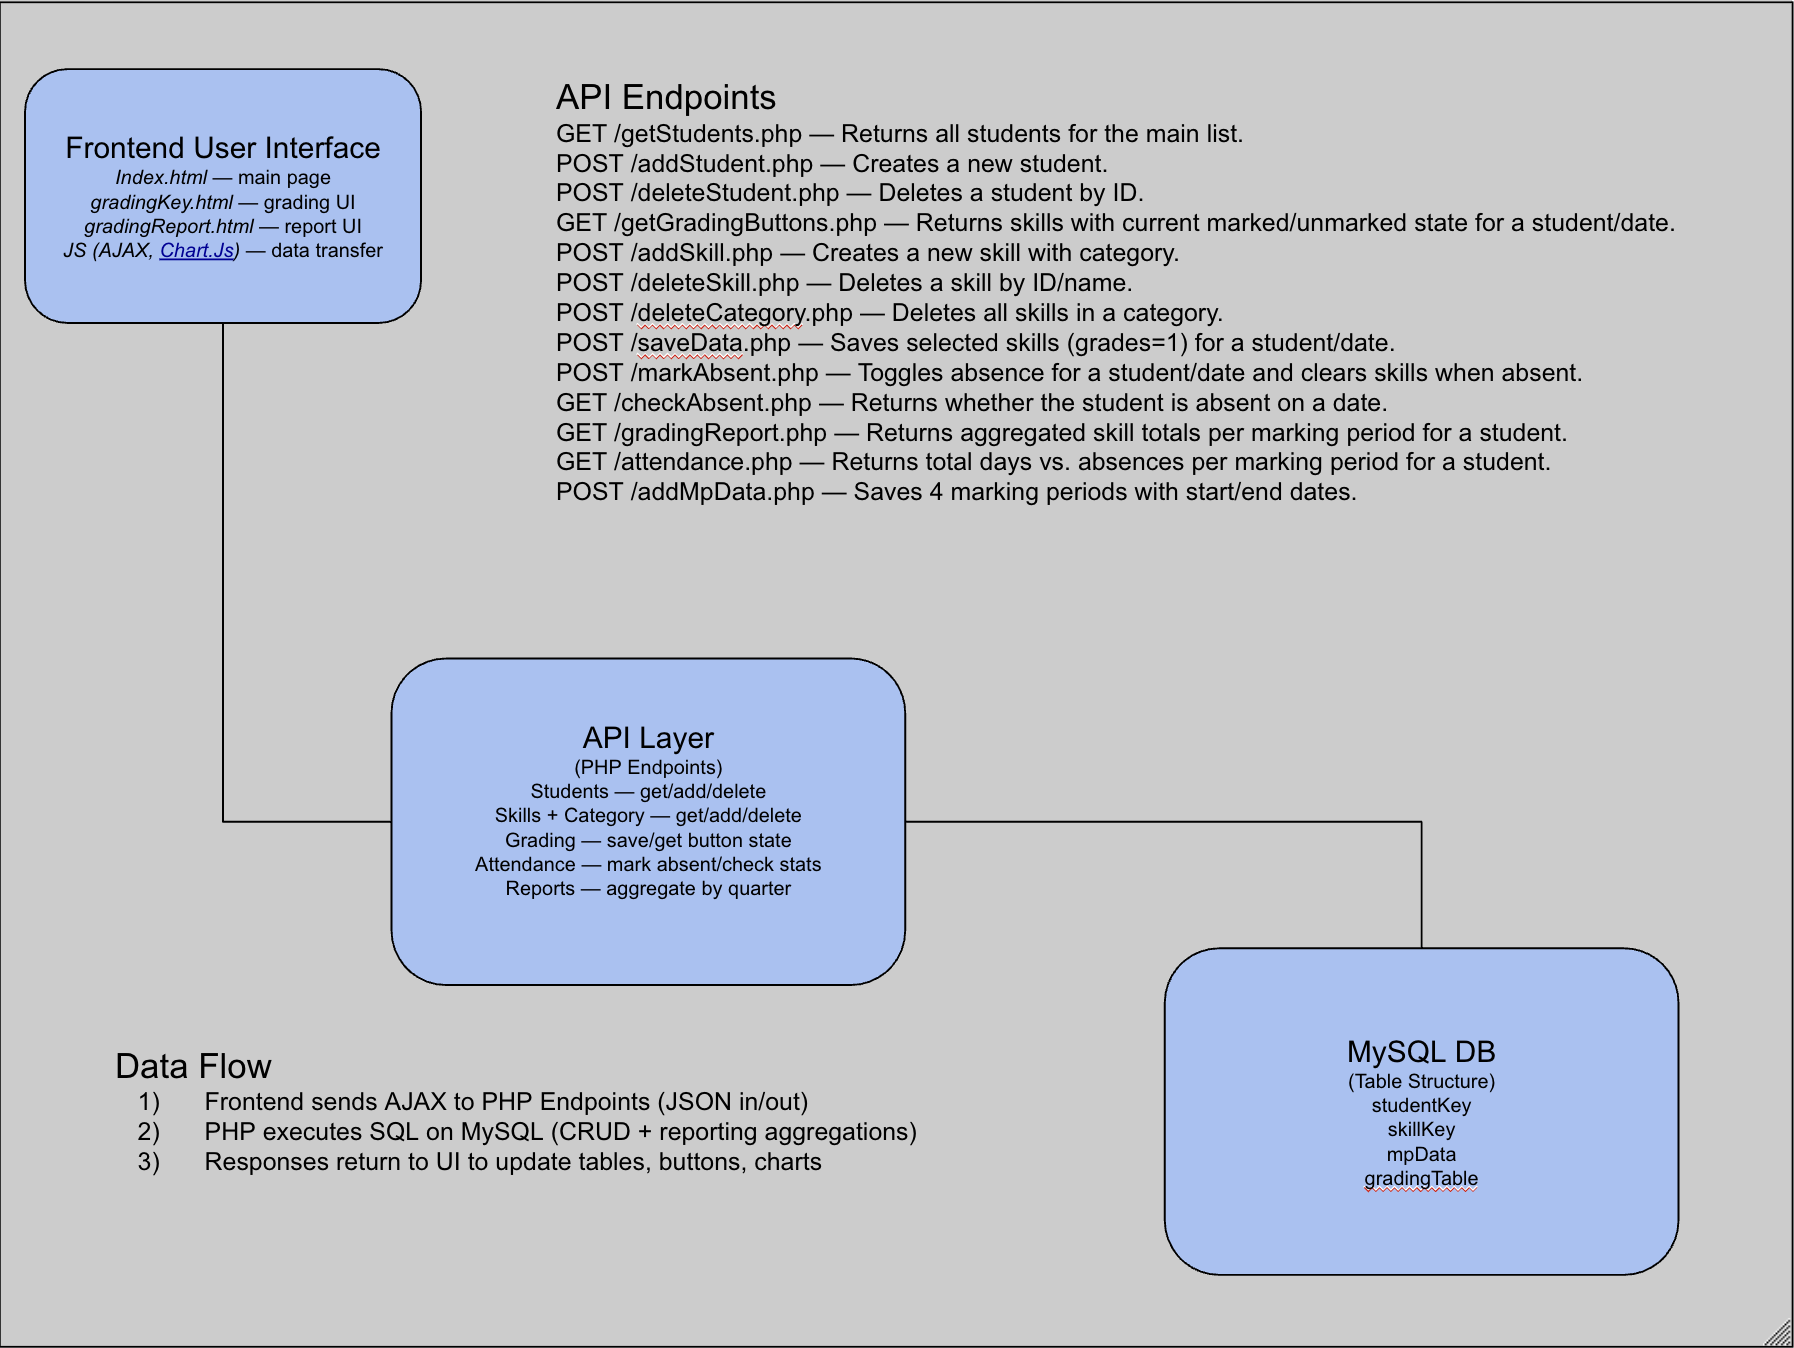 Frontend User Interface
Index.html — main page
gradingKey.html — grading UI
gradingReport.html — report UI
JS (AJAX, Chart.Js) — data transfer
API Endpoints
GET /getStudents.php — Returns all students for the main list.
POST /addStudent.php — Creates a new student.
POST /deleteStudent.php — Deletes a student by ID.
GET /getGradingButtons.php — Returns skills with current marked/unmarked state for a student/date.
POST /addSkill.php — Creates a new skill with category.
POST /deleteSkill.php — Deletes a skill by ID/name.
POST /deleteCategory.php — Deletes all skills in a category.
POST /saveData.php — Saves selected skills (grades=1) for a student/date.
POST /markAbsent.php — Toggles absence for a student/date and clears skills when absent.
GET /checkAbsent.php — Returns whether the student is absent on a date.
GET /gradingReport.php — Returns aggregated skill totals per marking period for a student.
GET /attendance.php — Returns total days vs. absences per marking period for a student.
POST /addMpData.php — Saves 4 marking periods with start/end dates.
API Layer
(PHP Endpoints)
Students — get/add/delete
Skills + Category — get/add/delete
Grading — save/get button state
Attendance — mark absent/check stats
Reports — aggregate by quarter
Data Flow
1) Frontend sends AJAX to PHP Endpoints (JSON in/out)
2) PHP executes SQL on MySQL (CRUD + reporting aggregations)
3) Responses return to UI to update tables, buttons, charts
MySQL DB
(Table Structure)
studentKey
skillKey
mpData
gradingTable